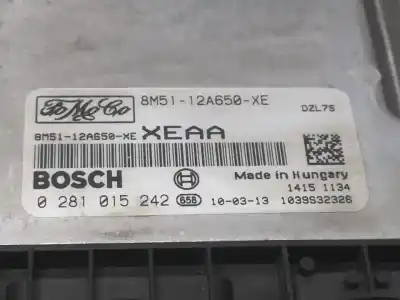 FoMoCo 8M51-12A650-XE DZL7S
8M51-12A650-XE XEAA
BOSCH Made in Hungary
1415 1134
0 281 015 242 658 10-03-13 1039S32326